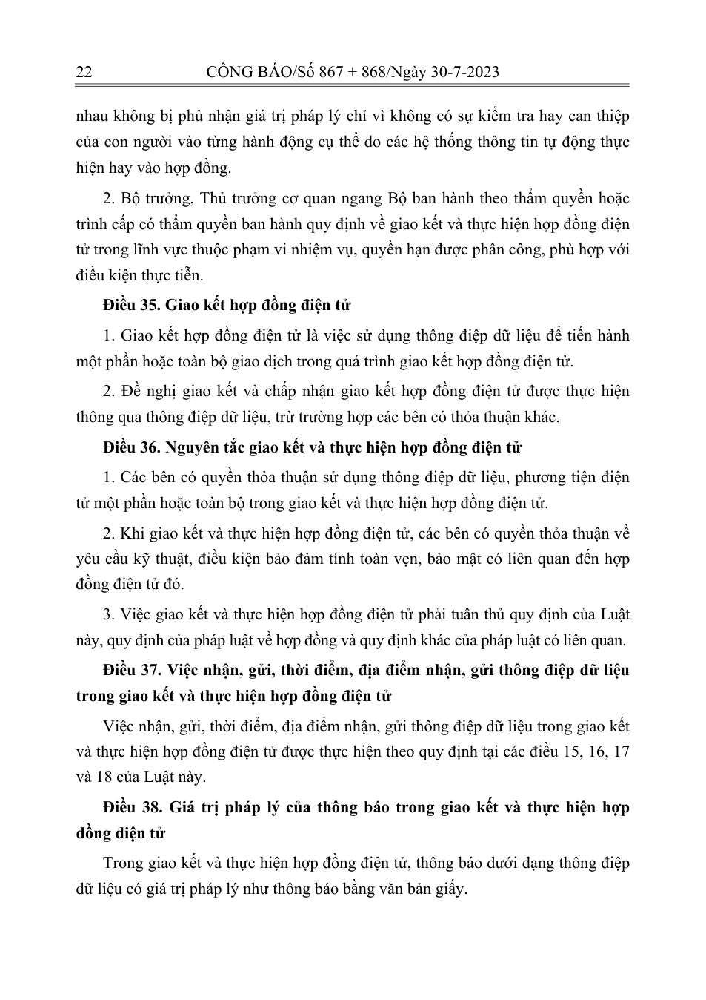 22
CÔNG BÁO/Số 867 + 868/Ngày 30-7-2023
nhau không bị phủ nhận giá trị pháp lý chỉ vì không có sự kiểm tra hay can thiệp
của con người vào từng hành động cụ thể do các hệ thống thông tin tự động thực
hiện hay vào hợp đồng.
2. Bộ trưởng, Thủ trưởng cơ quan ngang Bộ ban hành theo thẩm quyền hoặc
trình cấp có thẩm quyền ban hành quy định về giao kết và thực hiện hợp đồng điện
tử trong lĩnh vực thuộc phạm vi nhiệm vụ, quyền hạn được phân công, phù hợp với
điều kiện thực tiễn.
Điều 35. Giao kết hợp đồng điện tử
1. Giao kết hợp đồng điện tử là việc sử dụng thông điệp dữ liệu để tiến hành
một phần hoặc toàn bộ giao dịch trong quá trình giao kết hợp đồng điện tử.
2. Đề nghị giao kết và chấp nhận giao kết hợp đồng điện tử được thực hiện
thông qua thông điệp dữ liệu, trừ trường hợp các bên có thỏa thuận khác.
Điều 36. Nguyên tắc giao kết và thực hiện hợp đồng điện tử
1. Các bên có quyền thỏa thuận sử dụng thông điệp dữ liệu, phương tiện điện
tử một phần hoặc toàn bộ trong giao kết và thực hiện hợp đồng điện tử.
2. Khi giao kết và thực hiện hợp đồng điện tử, các bên có quyền thỏa thuận về
yêu cầu kỹ thuật, điều kiện bảo đảm tính toàn vẹn, bảo mật có liên quan đến hợp
đồng điện tử đó.
3. Việc giao kết và thực hiện hợp đồng điện tử phải tuân thủ quy định của Luật
này, quy định của pháp luật về hợp đồng và quy định khác của pháp luật có liên quan.
Điều 37. Việc nhận, gửi, thời điểm, địa điểm nhận, gửi thông điệp dữ liệu
trong giao kết và thực hiện hợp đồng điện tử
Việc nhận, gửi, thời điểm, địa điểm nhận, gửi thông điệp dữ liệu trong giao kết
và thực hiện hợp đồng điện tử được thực hiện theo quy định tại các điều 15, 16, 17
và 18 của Luật này.
Điều 38. Giá trị pháp lý của thông báo trong giao kết và thực hiện hợp
đồng điện tử
Trong giao kết và thực hiện hợp đồng điện tử, thông báo dưới dạng thông điệp
dữ liệu có giá trị pháp lý như thông báo bằng văn bản giấy.